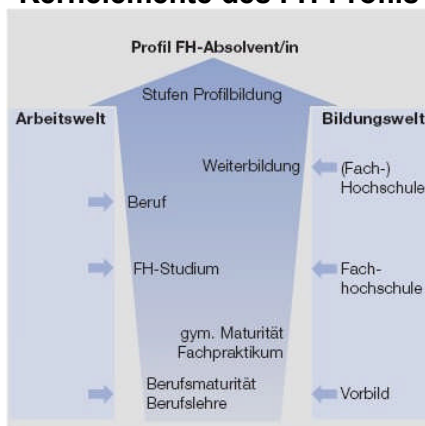 Kernelemente des FH-Profils
Profil FH-Absolvent/in
Stufen Profilbildung
Arbeitswelt
Bildungswelt
Weiterbildung
(Fach-)
Hochschule
Beruf
FH-Studium
Fach-
hochschule
gym. Maturität
Fachpraktikum
Berufsmaturität
Berufslehre
Vorbild